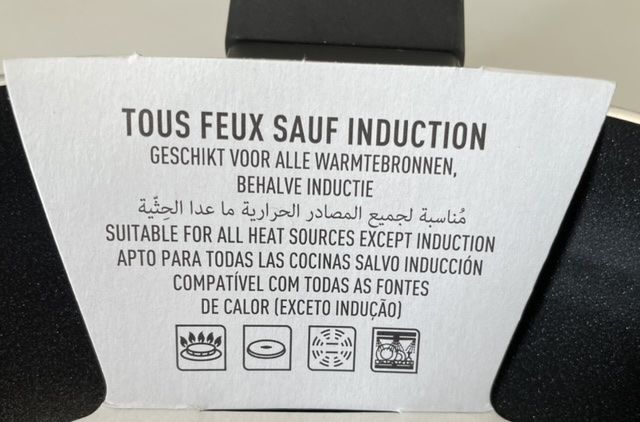 TOUS FEUX SAUF INDUCTION
GESCHIKT VOOR ALLE WARMTEBRONNEN,
BEHALVE INDUCTIE
مُناسبة لجميع المصادر الحرارية ما عدا الحِثّية
SUITABLE FOR ALL HEAT SOURCES EXCEPT INDUCTION
APTO PARA TODAS LAS COCINAS SALVO INDUCCIÓN
COMPATÍVEL COM TODAS AS FONTES
DE CALOR (EXCETO INDUÇÃO)